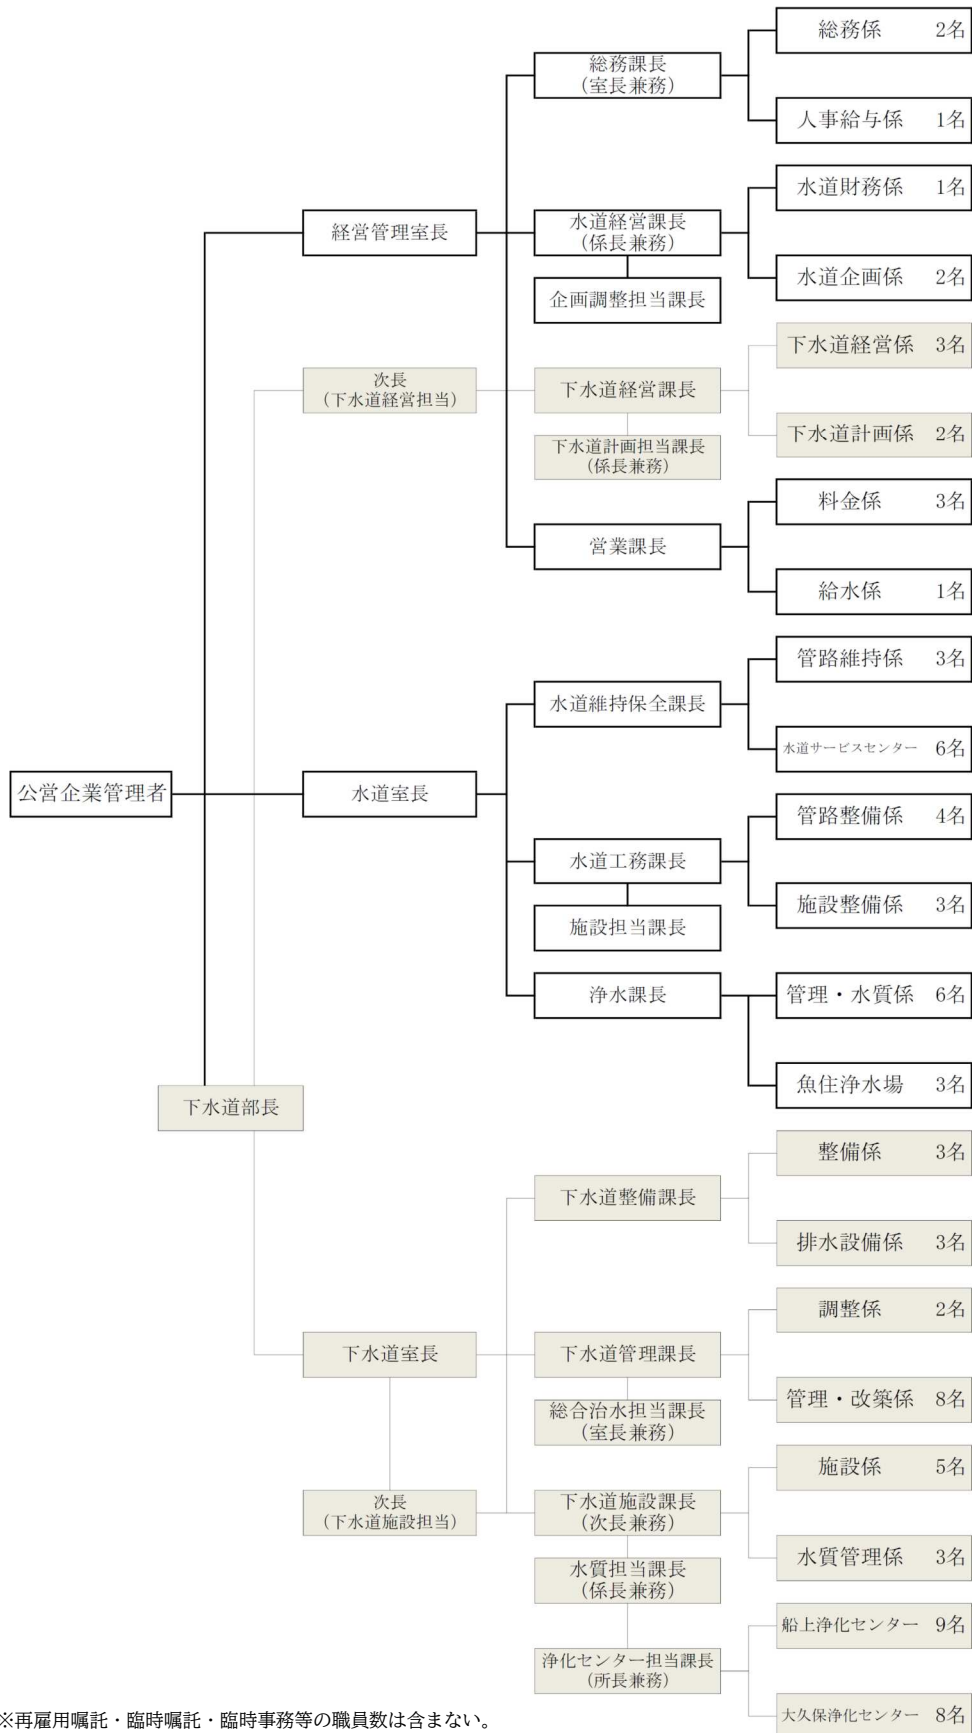 総務係 2名
総務課長
（室長兼務）
人事給与係 1名
水道財務係 1名
経営管理室長
水道経営課長
（係長兼務）
水道企画係 2名
企画調整担当課長
下水道経営係 3名
次長
（下水道経営担当）
下水道経営課長
下水道計画係 2名
下水道計画担当課長
（係長兼務）
料金係 3名
営業課長
給水係 1名
管路維持係 3名
水道維持保全課長
水道サービスセンター 6名
公営企業管理者
水道室長
管路整備係 4名
水道工務課長
施設整備係 3名
施設担当課長
浄水課長
管理・水質係 6名
魚住浄水場 3名
下水道部長
整備係 3名
下水道整備課長
排水設備係 3名
調整係 2名
下水道室長
下水道管理課長
管理・改築係 8名
総合治水担当課長
（室長兼務）
施設係 5名
次長
（下水道施設担当）
下水道施設課長
（次長兼務）
水質管理係 3名
水質担当課長
（係長兼務）
船上浄化センター 9名
浄化センター担当課長
（所長兼務）
大久保浄化センター 8名
※再雇用嘱託・臨時嘱託・臨時事務等の職員数は含まない。